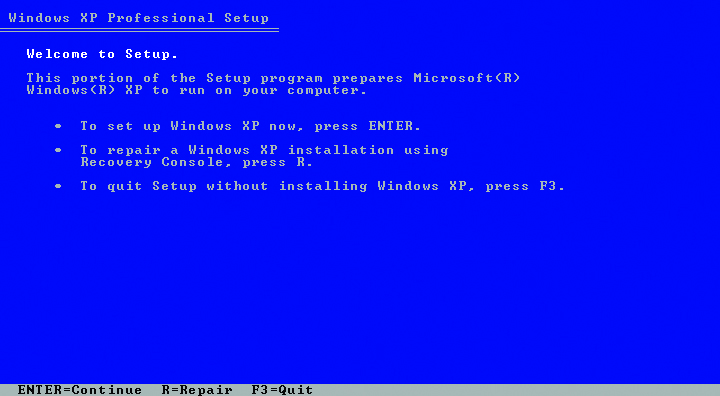 Windows XP Professional Setup
Welcome to Setup.
This portion of the Setup program prepares Microsoft(R)
Windows(R) XP to run on your computer.
• To set up Windows XP now, press ENTER.
• To repair a Windows XP installation using
Recovery Console, press R.
• To quit Setup without installing Windows XP, press F3.
ENTER=Continue R=Repair F3=Quit